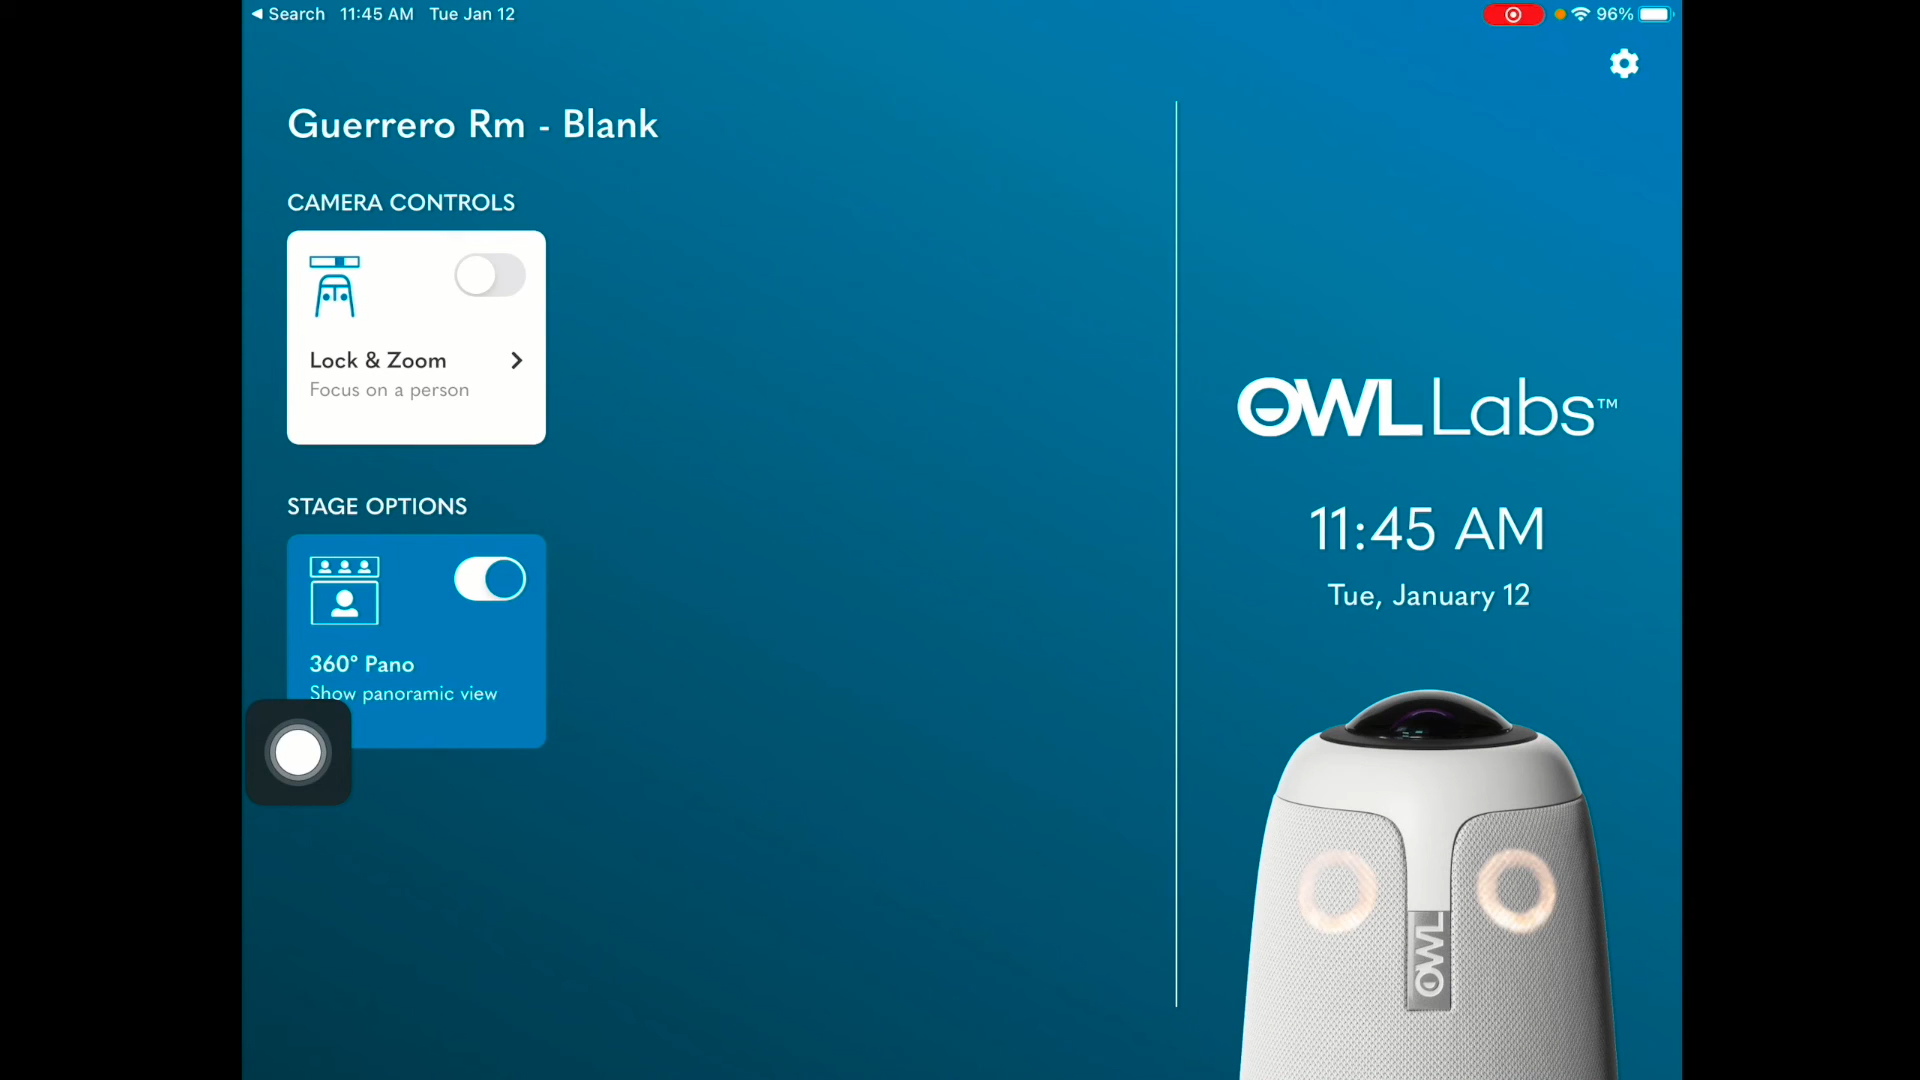 Search 11:45 AM Tue Jan 12
96%
Guerrero Rm - Blank
CAMERA CONTROLS
Lock & Zoom
Focus on a person
STAGE OPTIONS
360° Pano
Show panoramic view
OWL Labs™
11:45 AM
Tue, January 12
OWL